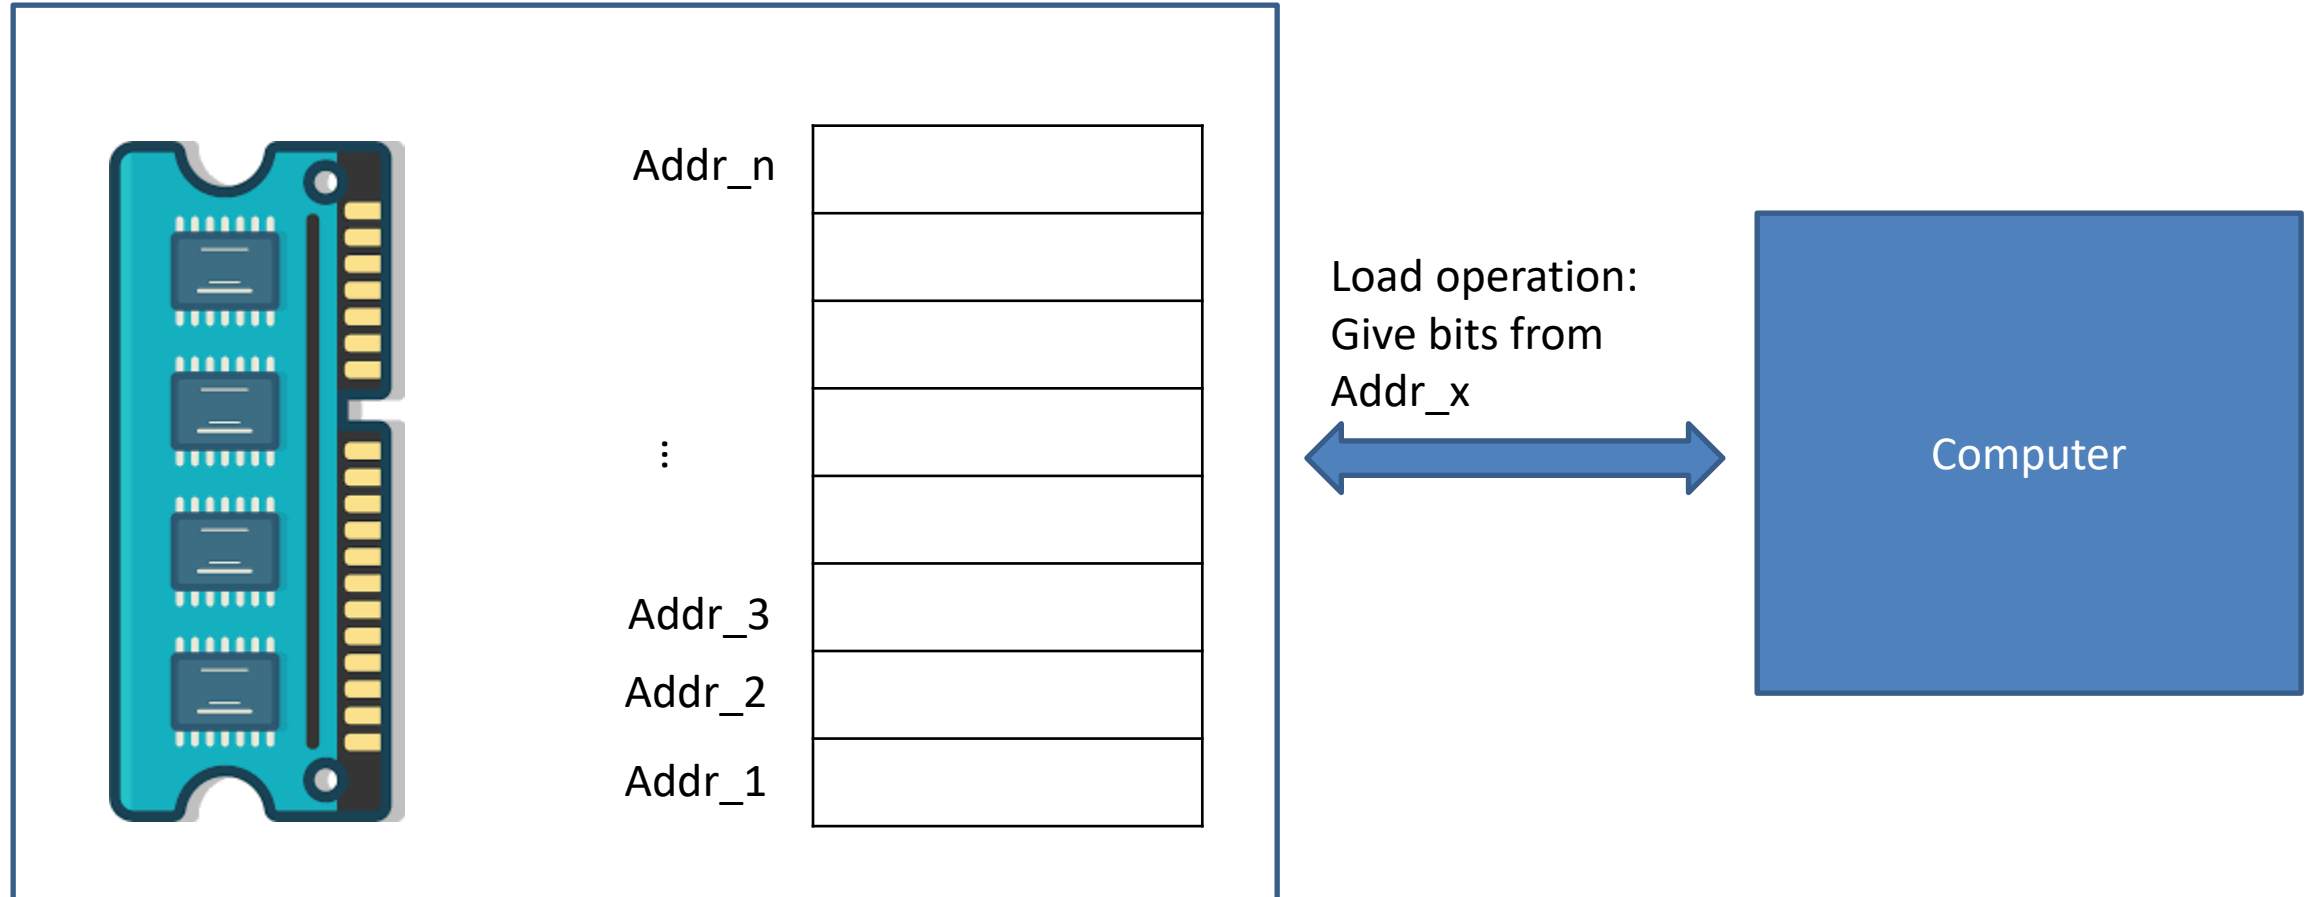 Addr_n
⋮
Addr_3
Addr_2
Addr_1
Load operation:
Give bits from
Addr_x
Computer